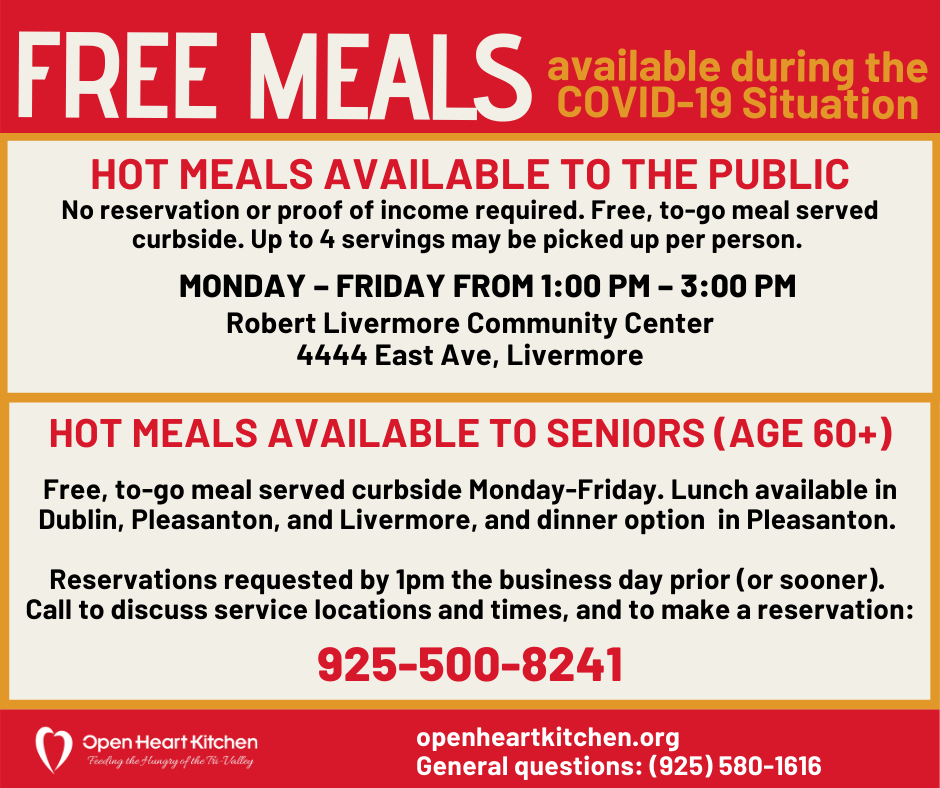 FREE MEALS
available during the
COVID-19 Situation
HOT MEALS AVAILABLE TO THE PUBLIC
No reservation or proof of income required. Free, to-go meal served
curbside. Up to 4 servings may be picked up per person.
MONDAY – FRIDAY FROM 1:00 PM – 3:00 PM
Robert Livermore Community Center
4444 East Ave, Livermore
HOT MEALS AVAILABLE TO SENIORS (AGE 60+)
Free, to-go meal served curbside Monday-Friday. Lunch available in
Dublin, Pleasanton, and Livermore, and dinner option in Pleasanton.
Reservations requested by 1pm the business day prior (or sooner).
Call to discuss service locations and times, and to make a reservation:
925-500-8241
Open Heart Kitchen
Feeding the Hungry of the Tri-Valley
openheartkitchen.org
General questions: (925) 580-1616